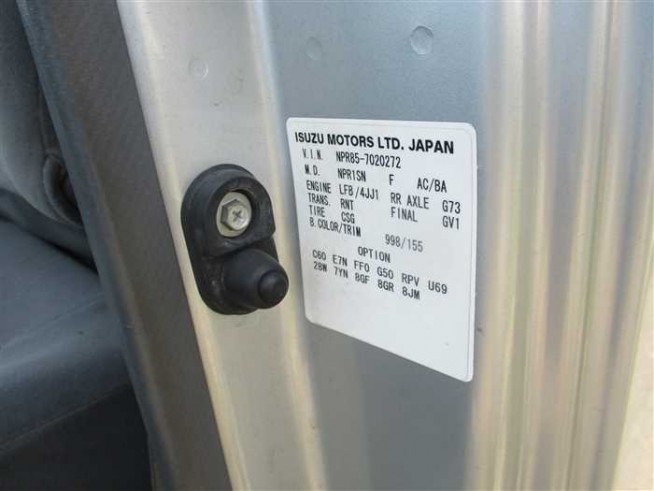 ISUZU MOTORS LTD. JAPAN
V.I.N. NPR85-7020272
M.D. NPR1SN F AC/BA
ENGINE LFB/4JJ1 RR AXLE G73
TRANS. RNT FINAL GV1
TIRE CSG
B.COLOR/TRIM 998/155
OPTION
C60 E7N FF0 G50 RPV U69
2BW 7YN 8GF 8GR 8JM